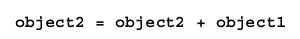 object2 = object2 + object1